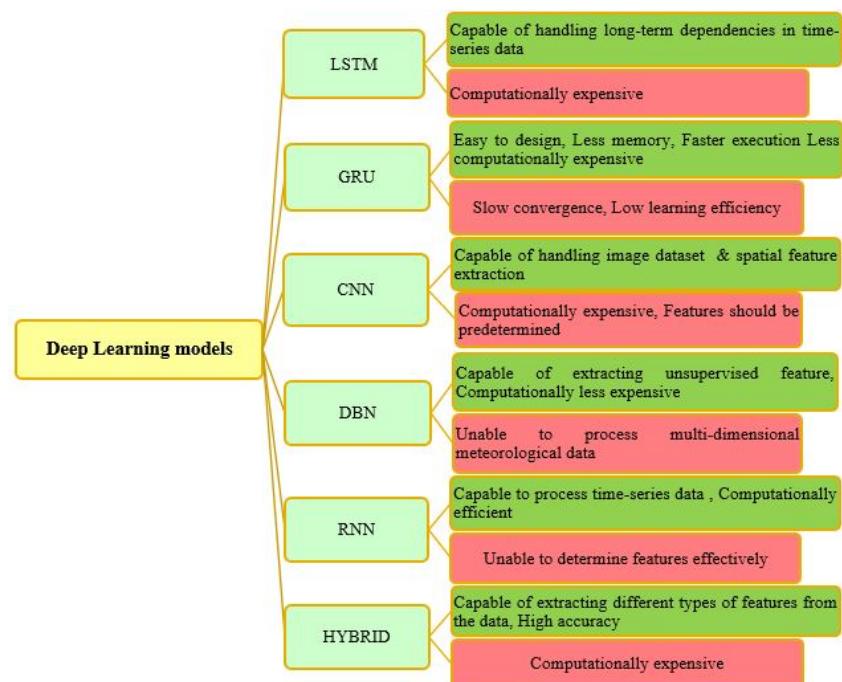 Deep Learning models
LSTM
Capable of handling long-term dependencies in time-
series data
Computationally expensive
GRU
Easy to design, Less memory, Faster execution Less
computationally expensive
Slow convergence, Low learning efficiency
CNN
Capable of handling image dataset & spatial feature
extraction
Computationally expensive, Features should be
predetermined
DBN
Capable of extracting unsupervised feature,
Computationally less expensive
Unable to process multi-dimensional
meteorological data
RNN
Capable to process time-series data , Computationally
efficient
Unable to determine features effectively
HYBRID
Capable of extracting different types of features from
the data, High accuracy
Computationally expensive